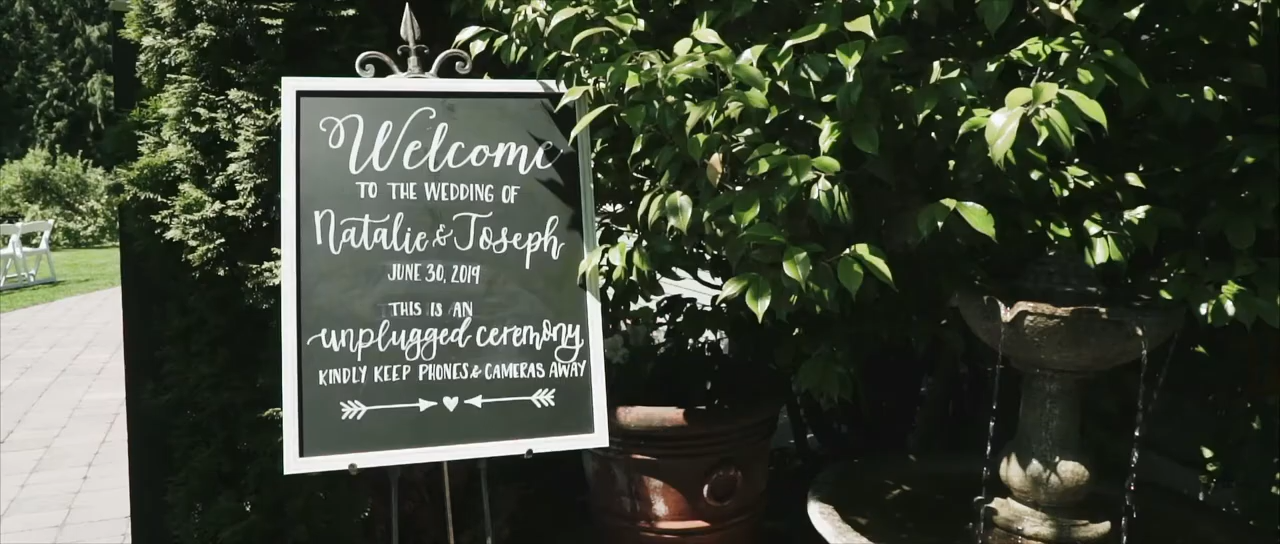 Welcome
TO THE WEDDING OF
Natalie & Joseph
JUNE 30, 2019
THIS IS AN
unplugged ceremony
KINDLY KEEP PHONES & CAMERAS AWAY